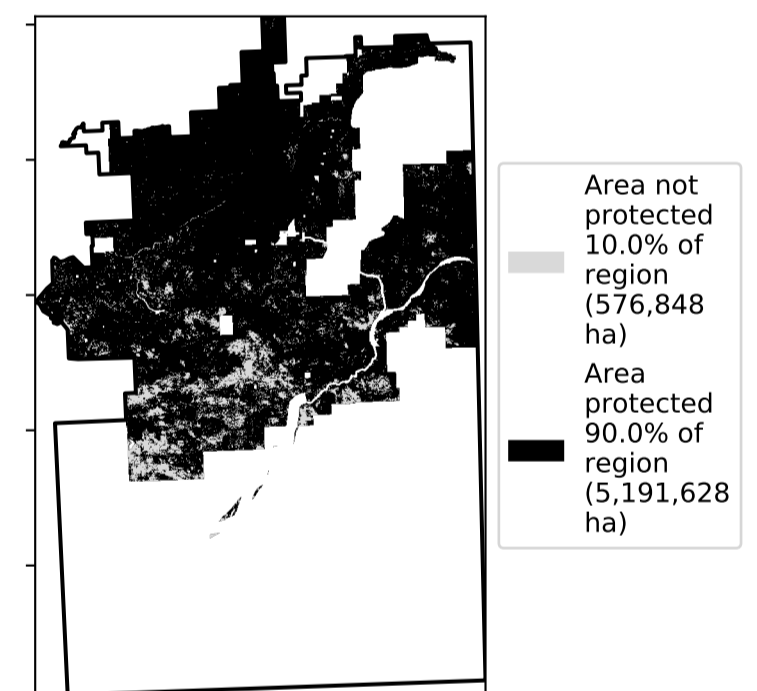 Area not
protected
10.0% of
region
(576,848
ha)
Area
protected
90.0% of
region
(5,191,628
ha)